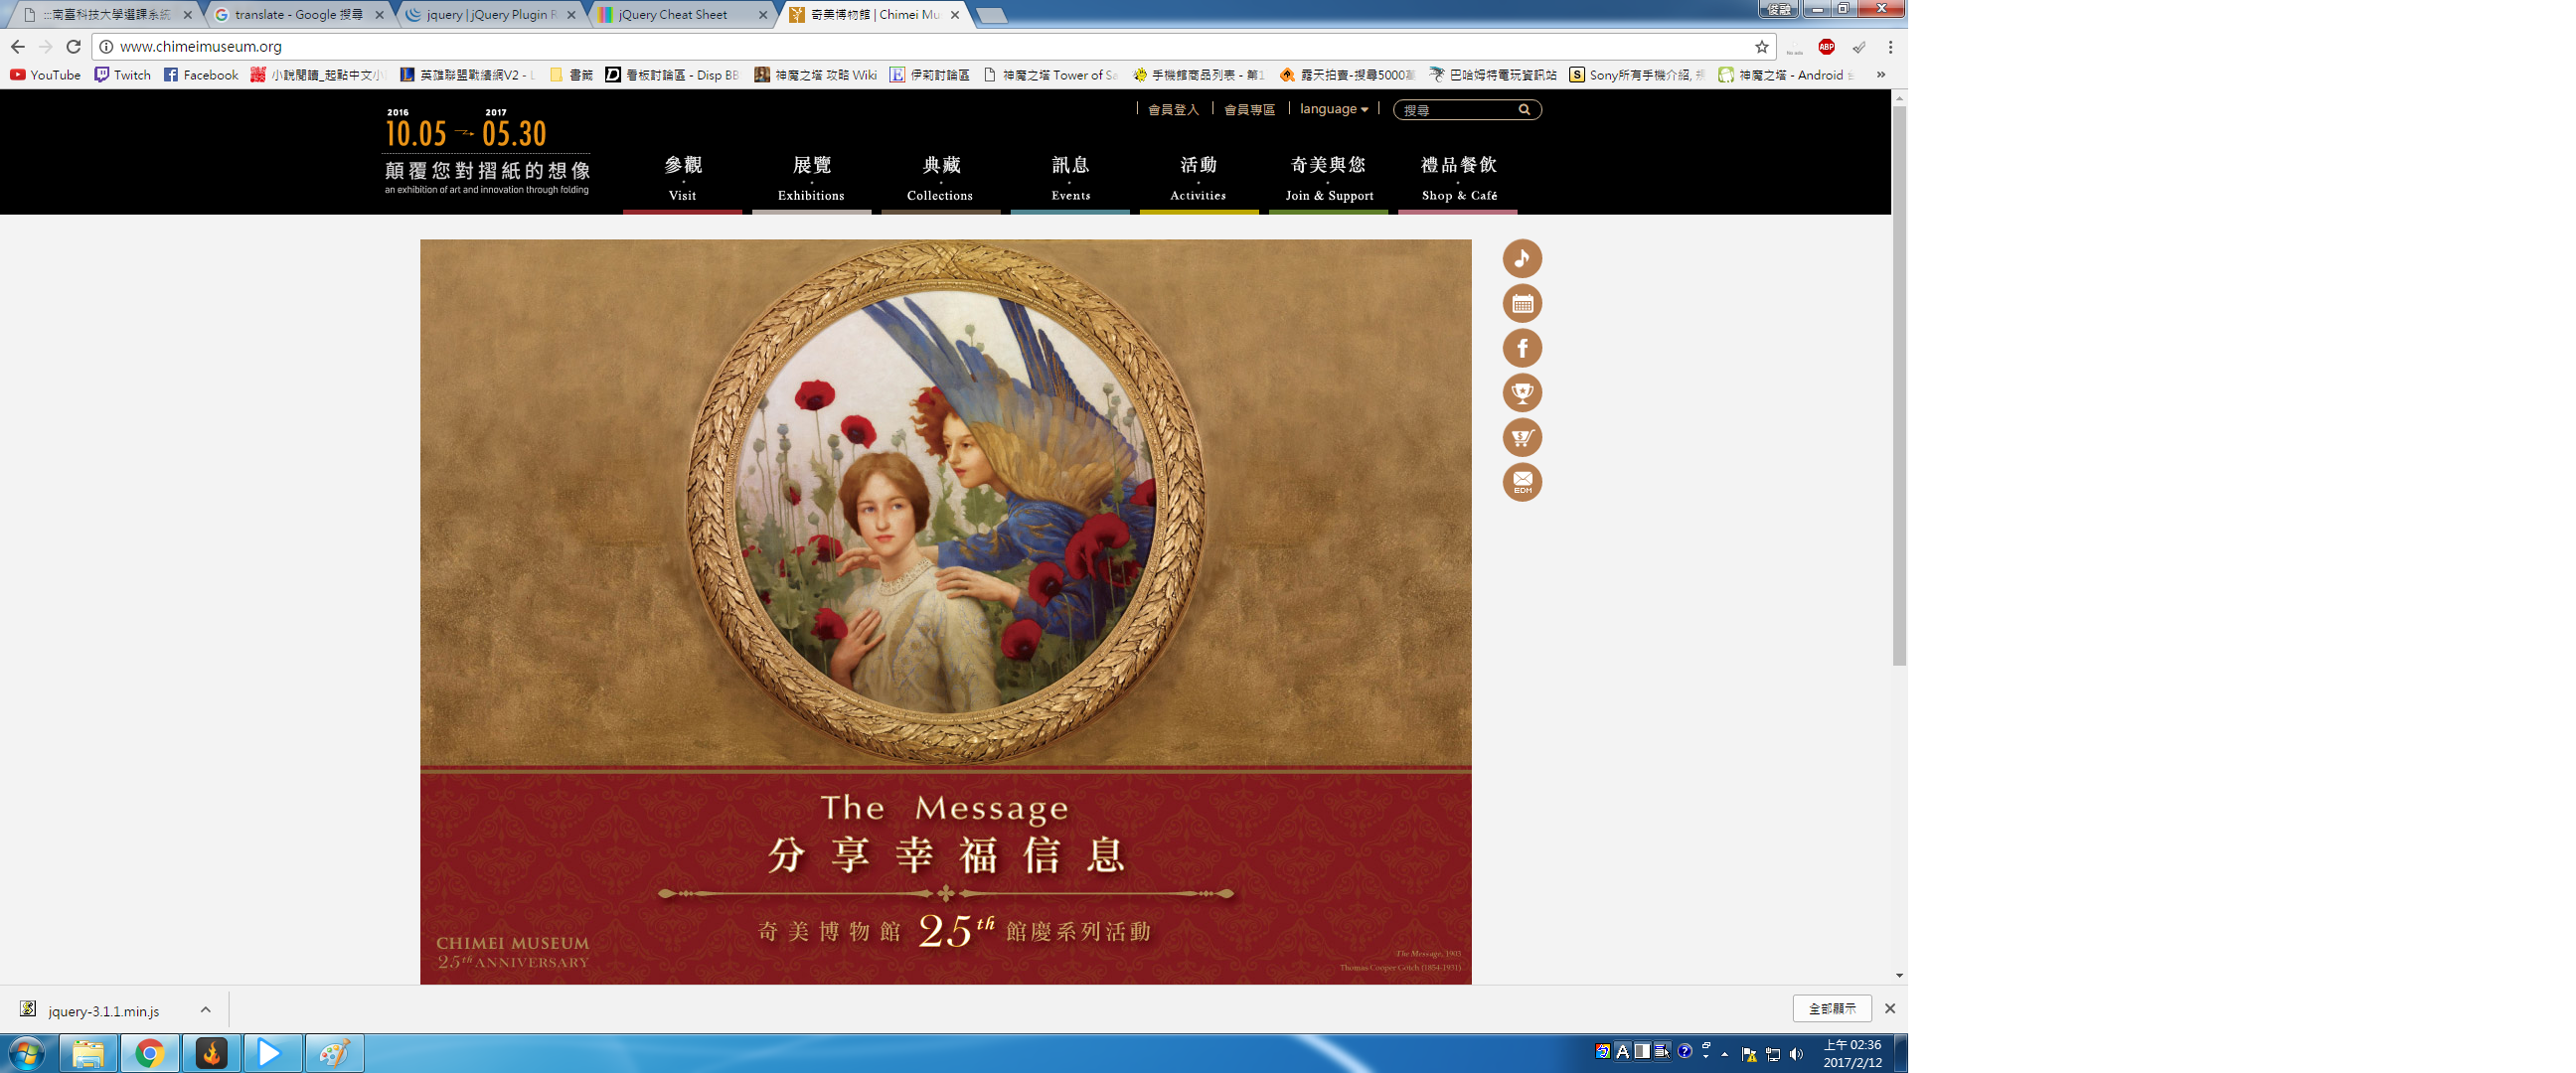 :::南臺科技大學選課系統
translate - Google 搜尋
jquery | jQuery Plugin R
jQuery Cheat Sheet
奇美博物館 | Chimei Mu
俊融
www.chimeimuseum.org
ABP
YouTube
Twitch
Facebook
小說閱讀_起點中文小
英雄聯盟戰績網V2 - L
書籤
看板討論區 - Disp BB
神魔之塔 攻略 Wiki
伊莉討論區
神魔之塔 Tower of Sa
手機館商品列表 - 第1
露天拍賣-搜尋5000萬
巴哈姆特電玩資訊站
Sony所有手機介紹,
神魔之塔 - Android
»
2016 2017
10.05 05.30
顛覆您對摺紙的想像
an exhibition of art and innovation through folding
會員登入
會員專區
language
搜尋
參觀
Visit
展覽
Exhibitions
典藏
Collections
訊息
Events
活動
Activities
奇美與您
Join & Support
禮品餐飲
Shop & Café
EDM
The Message
分享幸福信息
奇美博物館 25th 館慶系列活動
CHIMEI MUSEUM
25th ANNIVERSARY
The Message, 1903
Thomas Cooper Gotch (1854-1931)
jquery-3.1.1.min.js
全部顯示
上午 02:36
2017/2/12